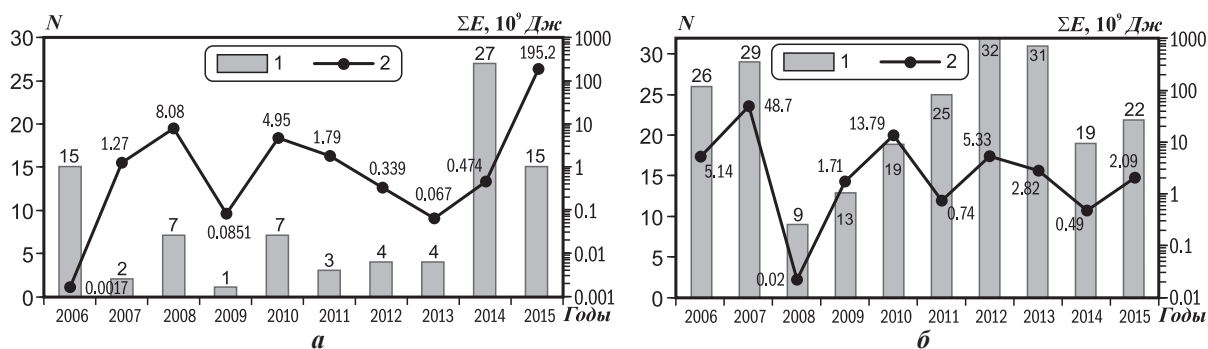 N ΣE, 10⁹ Дж
30 25 20 15 10 5 0
1 2
1000 100 10 1 0.1 0.01 0.001
15 2 7 1 7 3 4 4 27 15
0.0017 1.27 8.08 0.0851 4.95 1.79 0.339 0.067 0.474 195.2
2006 2007 2008 2009 2010 2011 2012 2013 2014 2015 Годы
а
N ΣE, 10⁹ Дж
30 25 20 15 10 5 0
1 2
1000 100 10 1 0.1 0.01
26 29 9 13 19 25 32 31 19 22
5.14 48.7 0.02 1.71 13.79 0.74 5.33 2.82 0.49 2.09
2006 2007 2008 2009 2010 2011 2012 2013 2014 2015 Годы
б